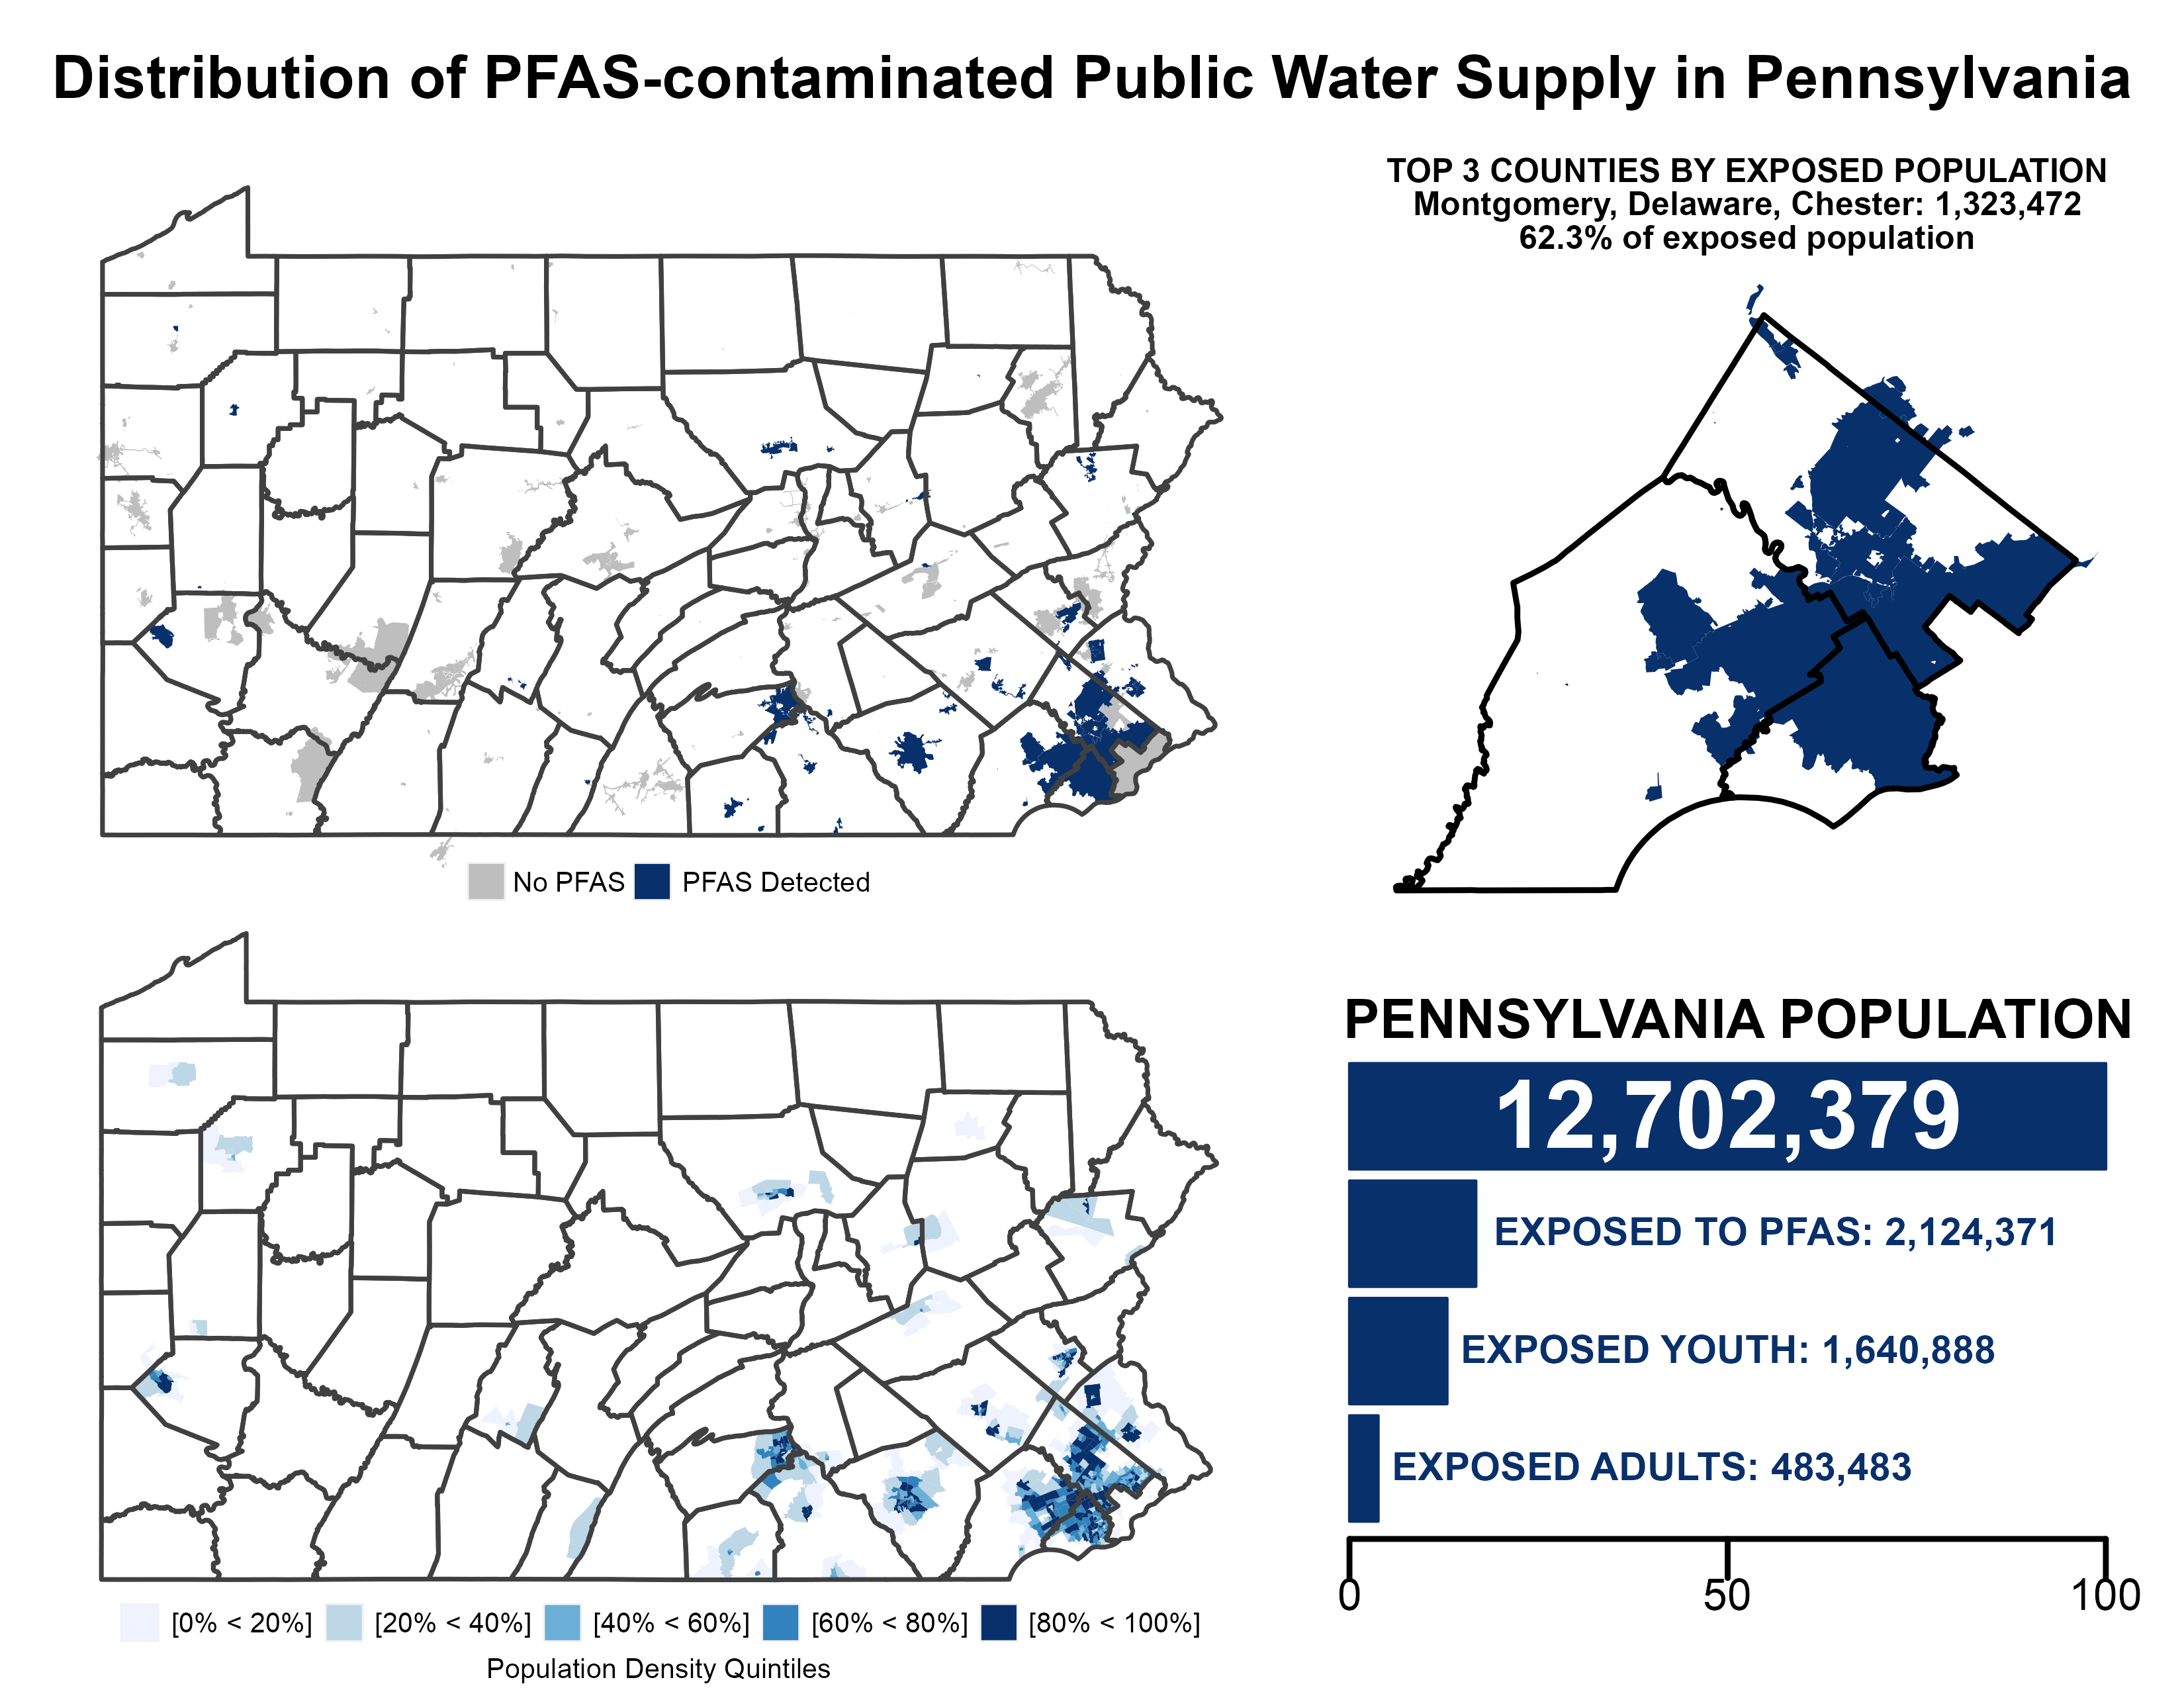 Distribution of PFAS-contaminated Public Water Supply in Pennsylvania
TOP 3 COUNTIES BY EXPOSED POPULATION
Montgomery, Delaware, Chester: 1,323,472
62.3% of exposed population
No PFAS
PFAS Detected
PENNSYLVANIA POPULATION
12,702,379
EXPOSED TO PFAS: 2,124,371
EXPOSED YOUTH: 1,640,888
EXPOSED ADULTS: 483,483
0 50 100
[0% < 20%] [20% < 40%] [40% < 60%] [60% < 80%] [80% < 100%]
Population Density Quintiles